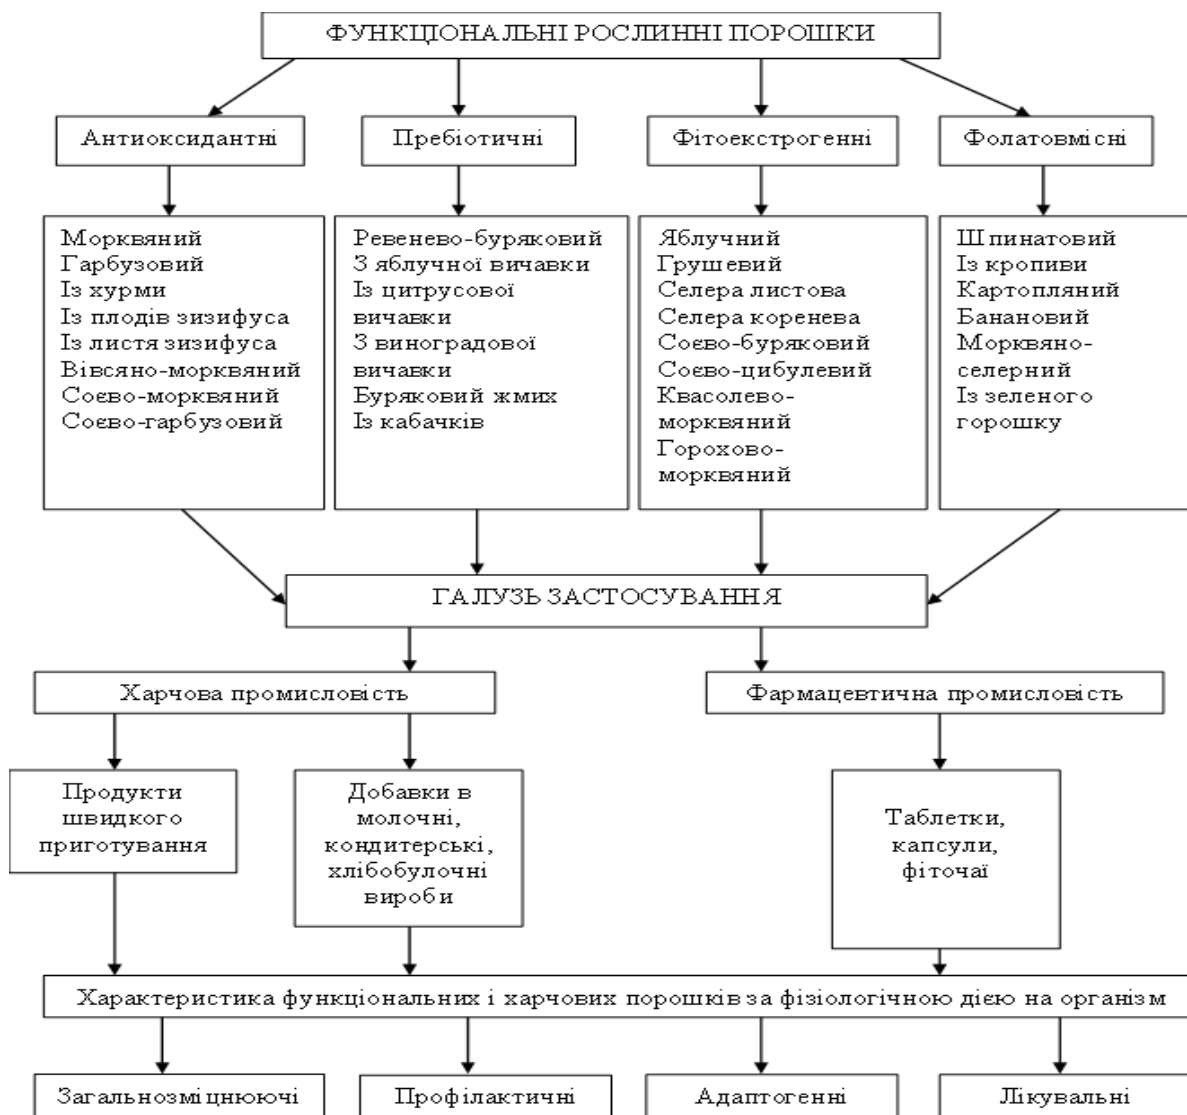 ФУНКЦІОНАЛЬНІ РОСЛИННІ ПОРОШКИ
Антиоксидантні
Пребіотичні
Фітоекстрогенні
Фолатовмісні
Морквяний
Гарбузовий
Із хурми
Із плодів зизифуса
Із листя зизифуса
Вівсяно-морквяний
Соєво-морквяний
Соєво-гарбузовий
Ревенево-буряковий
З яблучної вичавки
Із цитрусової
вичавки
З виноградової
вичавки
Буряковий жмих
Із кабачків
Яблучний
Грушевий
Селера листова
Селера коренева
Соєво-буряковий
Соєво-цибулевий
Квасолево-
морквяний
Горохово-
морквяний
Шпинатовий
Із кропиви
Картопляний
Банановий
Морквяно-
селерний
Із зеленого
горошку
ГАЛУЗЬ ЗАСТОСУВАННЯ
Харчова промисловість
Фармацевтична промисловість
Продукти
швидкого
приготування
Добавки в
молочні,
кондитерські,
хлібобулочні
вироби
Таблетки,
капсули,
фіточаї
Характеристика функціональних і харчових порошків за фізіологічною дією на організм
Загальнозміцнюючі
Профілактичні
Адаптогенні
Лікувальні